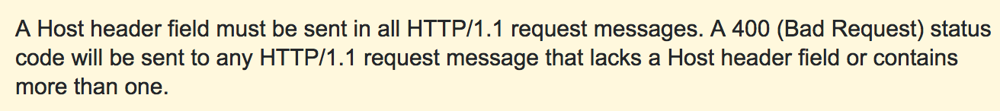 A Host header field must be sent in all HTTP/1.1 request messages. A 400 (Bad Request) status
code will be sent to any HTTP/1.1 request message that lacks a Host header field or contains
more than one.